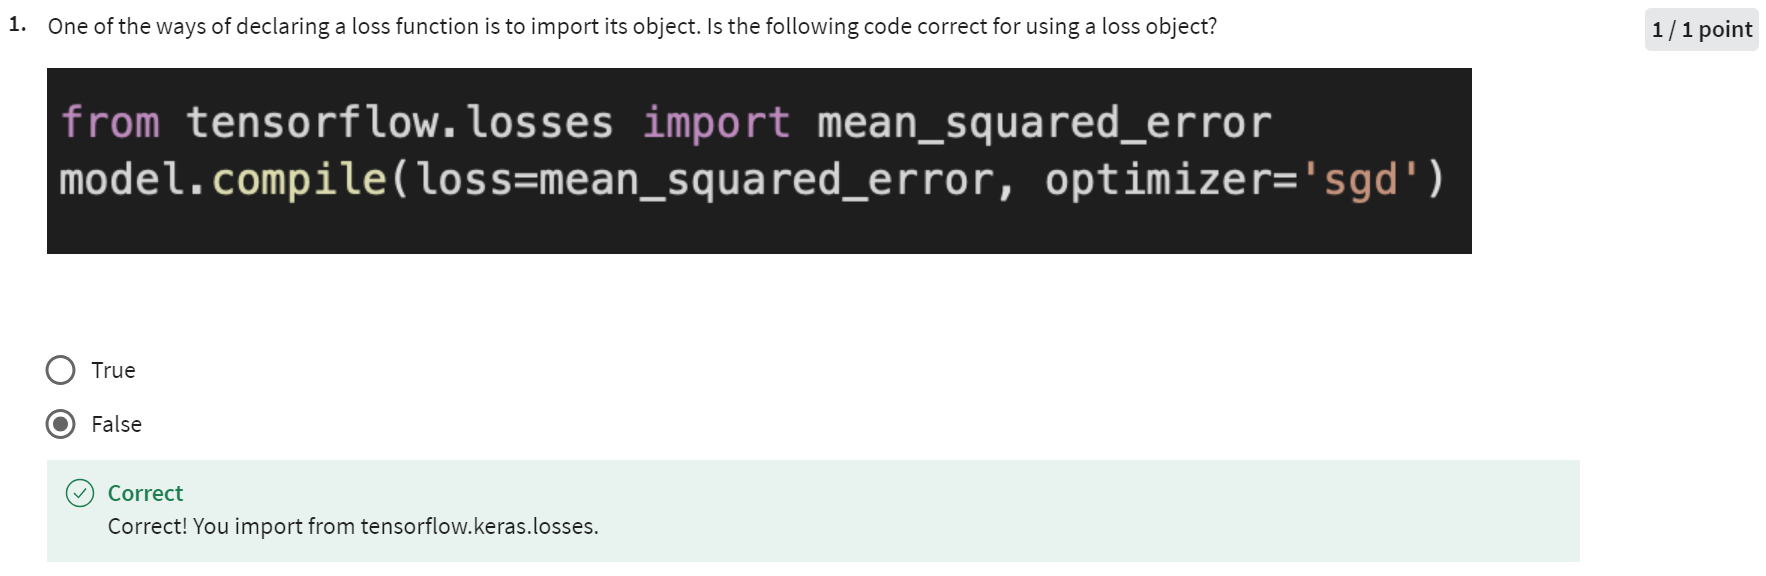 1. One of the ways of declaring a loss function is to import its object. Is the following code correct for using a loss object?
1 / 1 point
from tensorflow.losses import mean_squared_error
model.compile(loss=mean_squared_error, optimizer='sgd')
True
False
Correct
Correct! You import from tensorflow.keras.losses.